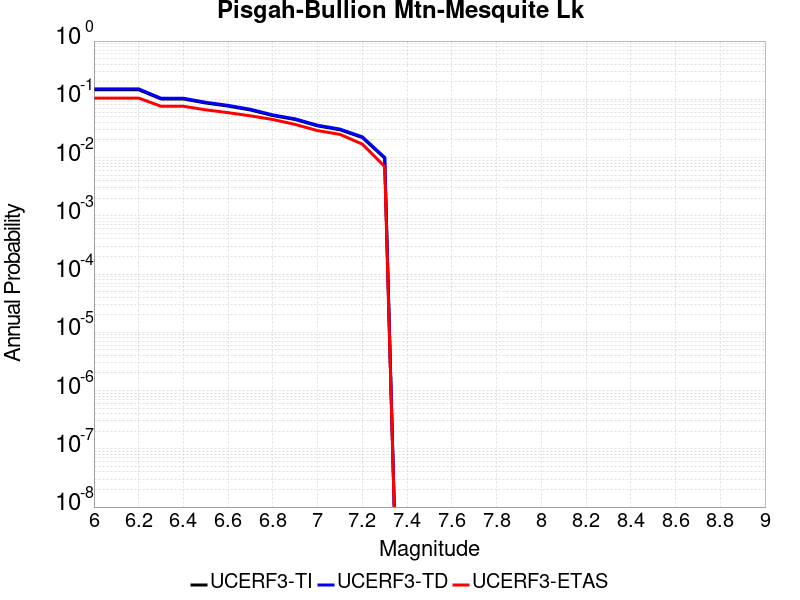 Pisgah-Bullion Mtn-Mesquite Lk
10^0
10^-1
10^-2
10^-3
10^-4
10^-5
10^-6
10^-7
10^-8
Annual Probability
6 6.2 6.4 6.6 6.8 7 7.2 7.4 7.6 7.8 8 8.2 8.4 8.6 8.8 9
Magnitude
UCERF3-TI UCERF3-TD UCERF3-ETAS